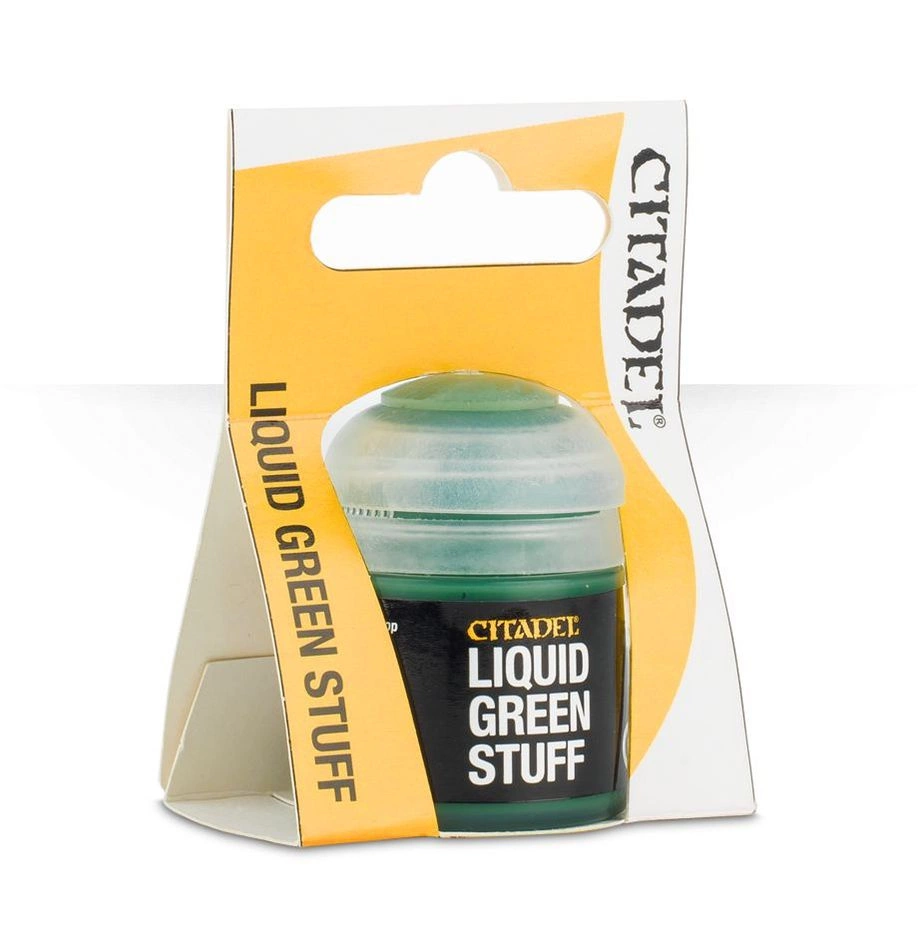 CITADEL®
LIQUID GREEN STUFF
CITADEL®
LIQUID
GREEN
STUFF